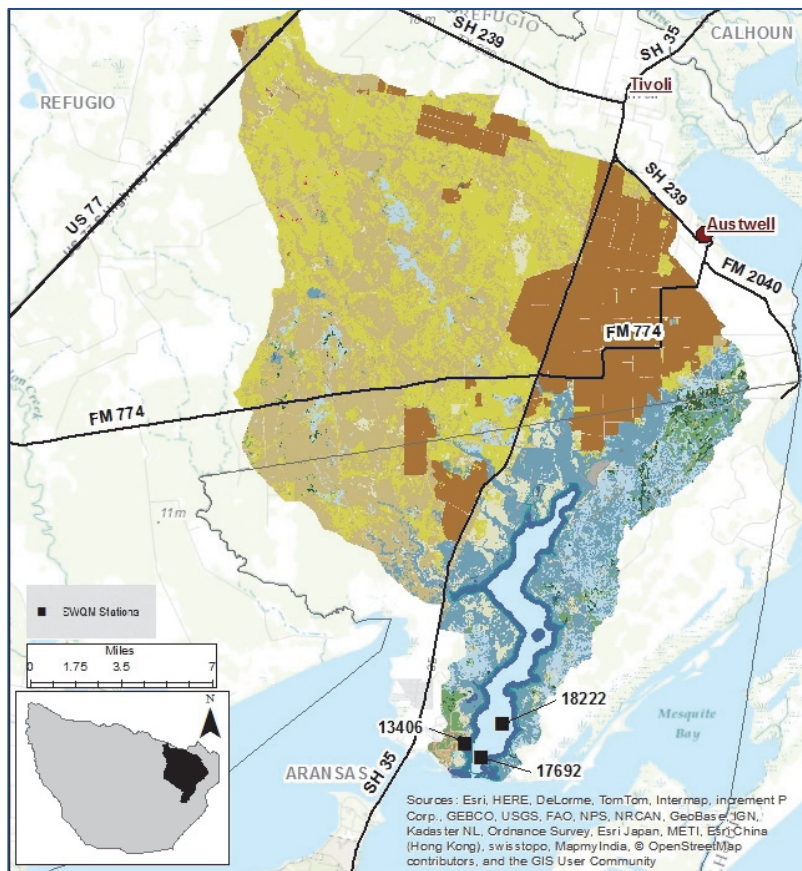 REFUGIO
18m
SH 239
SH 35
CALHOUN
Tivoli
REFUGIO
US 77
SH 239
Austwell
FM 2040
FM 774
FM 774
11m
SWQM Stations
Miles
0 1.75 3.5 7
N
18222
13406
17692
Mesquite
Bay
ARANSAS
SH 35
Sources: Esri, HERE, DeLorme, TomTom, Intermap, increment P
Corp., GEBCO, USGS, FAO, NPS, NRCAN, GeoBase, IGN,
Kadaster NL, Ordnance Survey, Esri Japan, METI, Esri China
(Hong Kong), swisstopo, MapmyIndia, © OpenStreetMap
contributors, and the GIS User Community